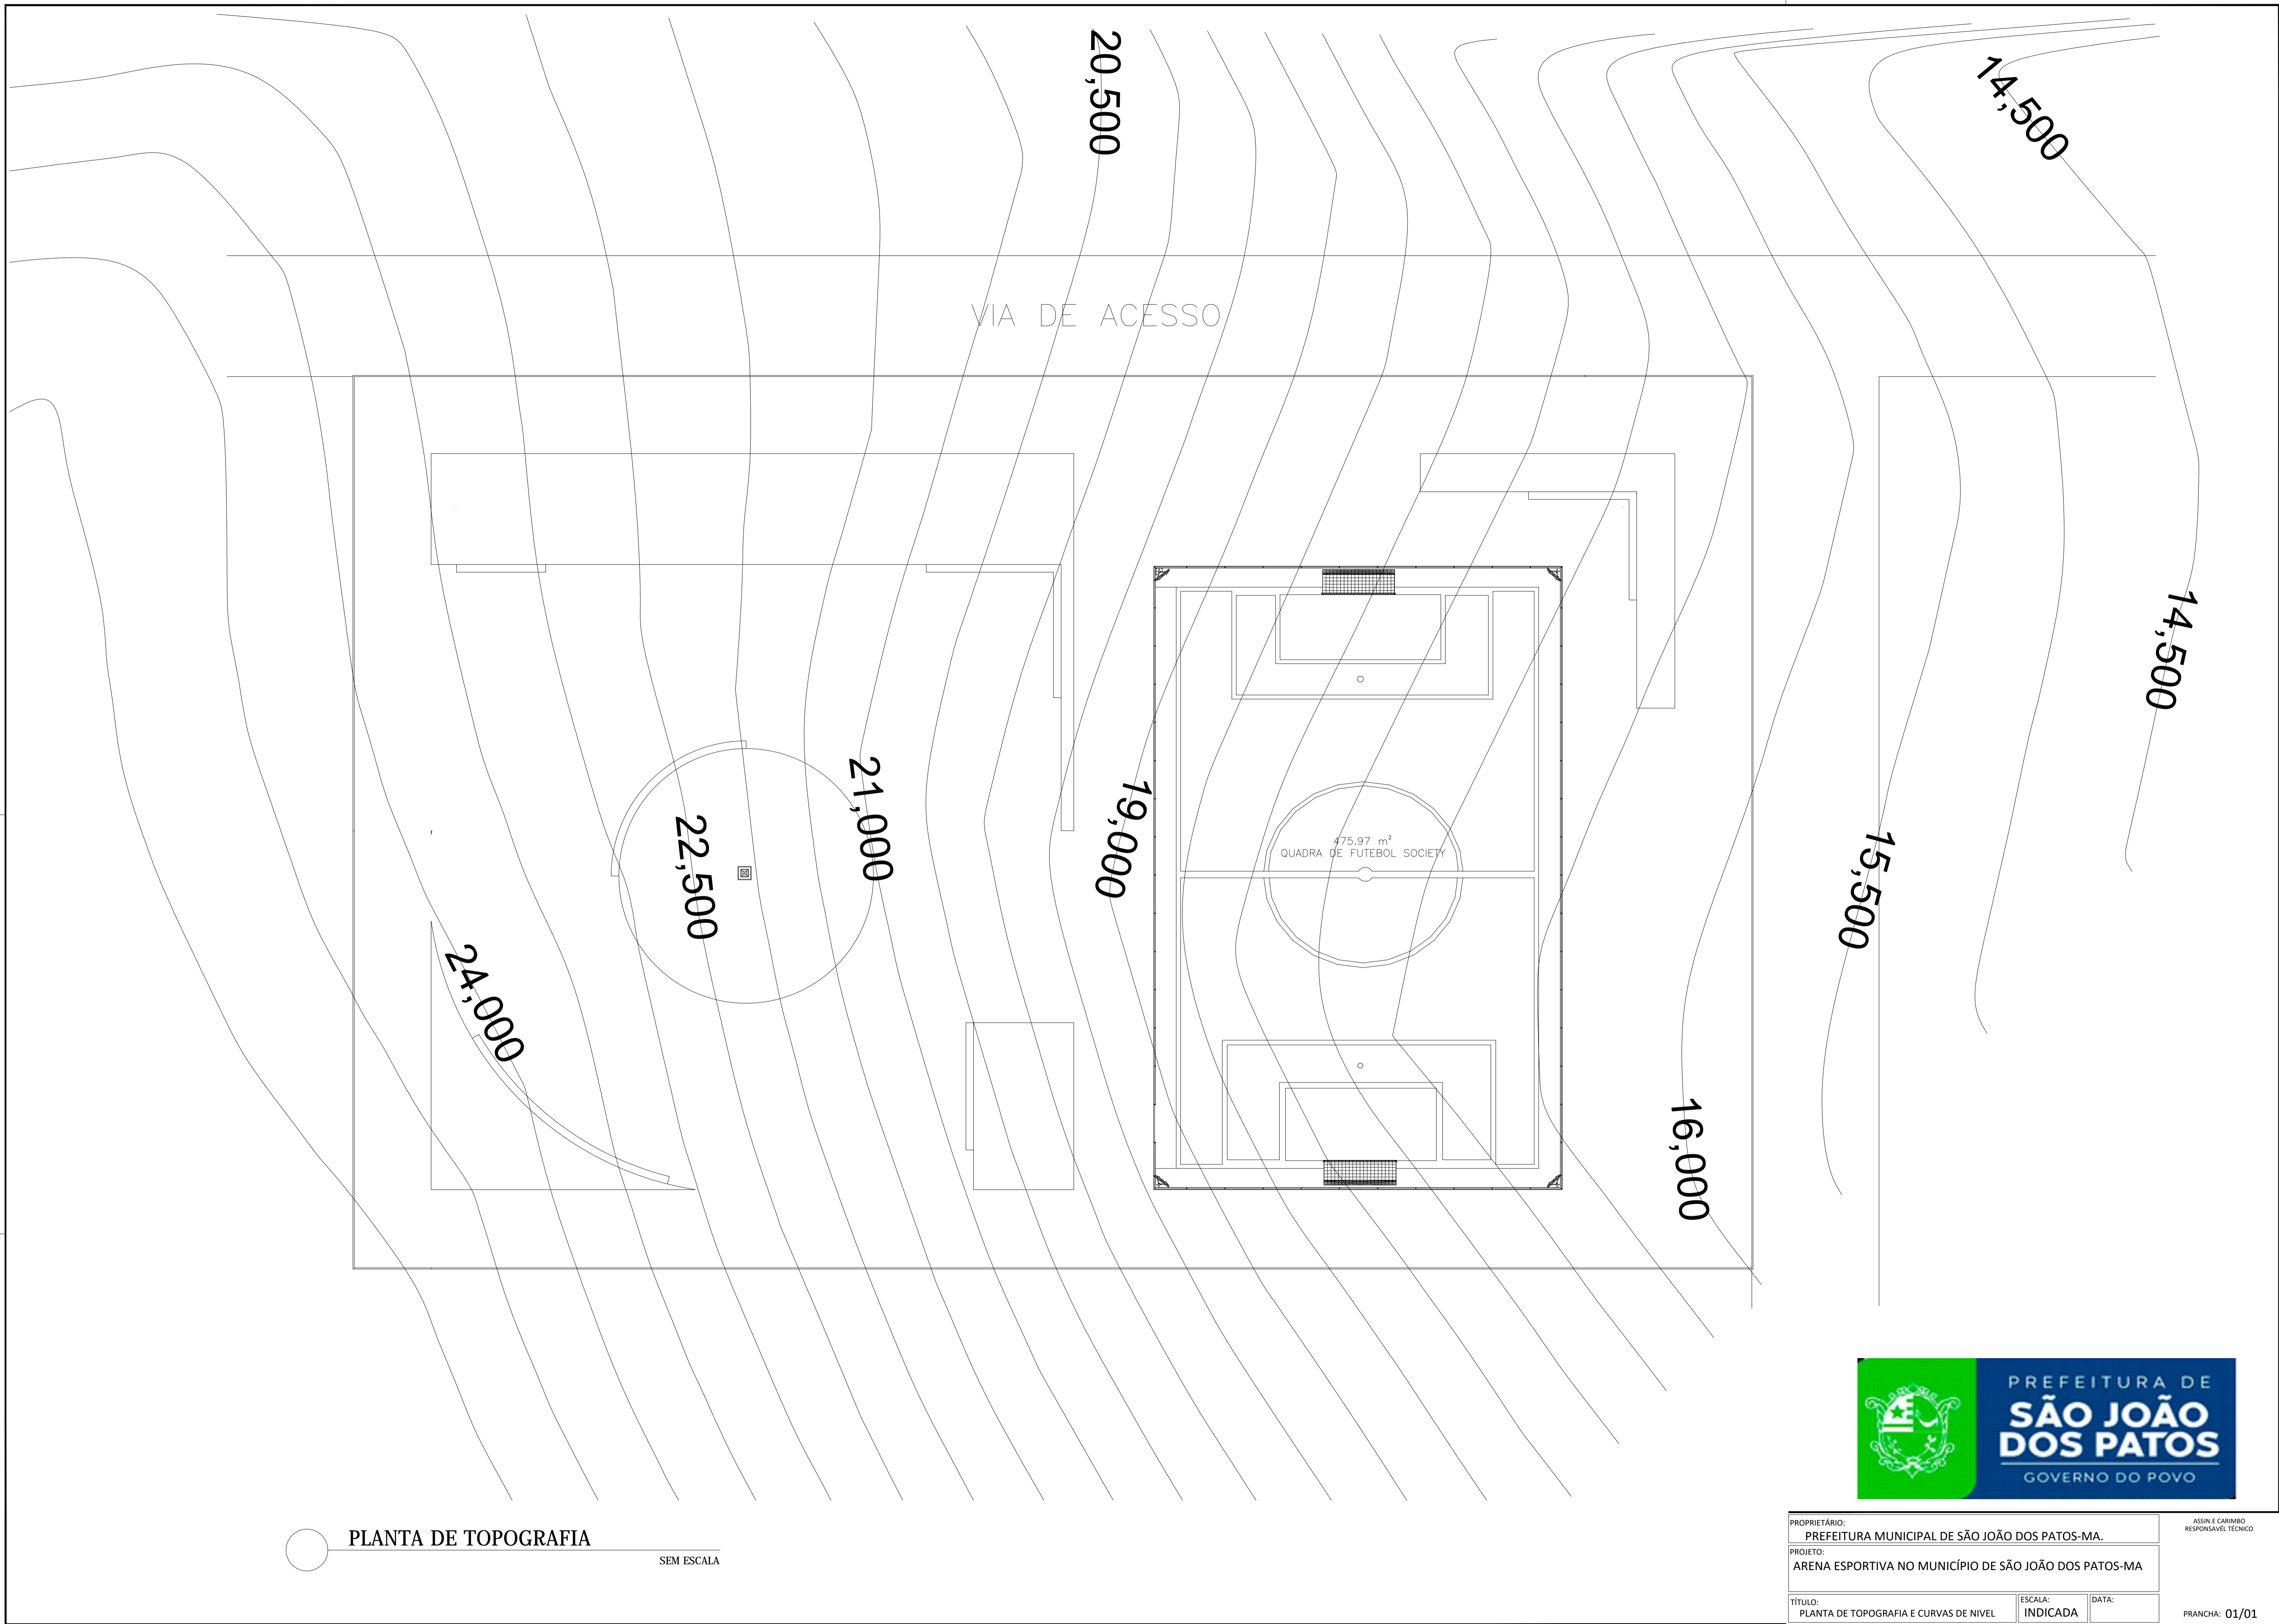 20,500
14,500
VIA DE ACESSO
14,500
21,000
22,500
19,000
475.97 m²
QUADRA DE FUTEBOL SOCIETY
15,500
24,000
16,000
PREFEITURA DE
SÃO JOÃO
DOS PATOS
GOVERNO DO POVO
PLANTA DE TOPOGRAFIA
SEM ESCALA
PROPRIETÁRIO:
PREFEITURA MUNICIPAL DE SÃO JOÃO DOS PATOS-MA.
ASSIN.E CARIMBO
RESPONSAVÉL TÉCNICO
PROJETO:
ARENA ESPORTIVA NO MUNICÍPIO DE SÃO JOÃO DOS PATOS-MA
TÍTULO:
PLANTA DE TOPOGRAFIA E CURVAS DE NIVEL
ESCALA:
INDICADA
DATA:
PRANCHA: 01/01